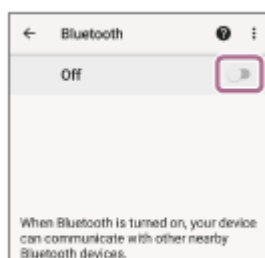 Bluetooth
Off
When Bluetooth is turned on, your device
can communicate with other nearby
Bluetooth devices.